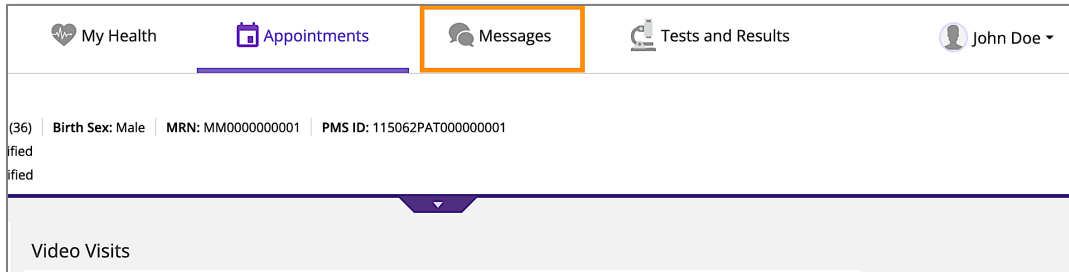 My Health Appointments Messages Tests and Results John Doe
(36) Birth Sex: Male MRN: MM0000000001 PMS ID: 115062PAT000000001
ified
ified
Video Visits